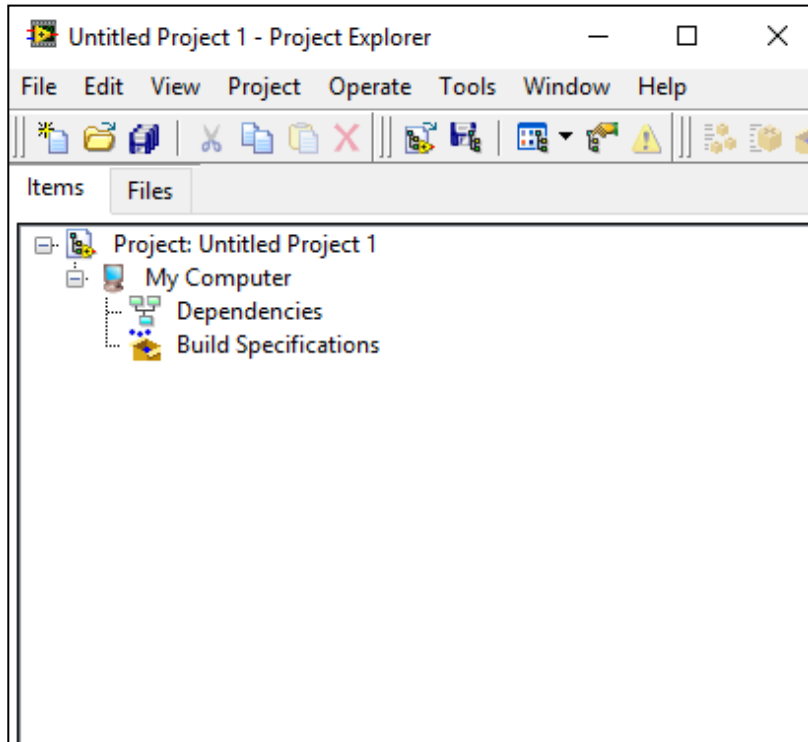 Untitled Project 1 - Project Explorer
File Edit View Project Operate Tools Window Help
Items Files
Project: Untitled Project 1
My Computer
Dependencies
Build Specifications